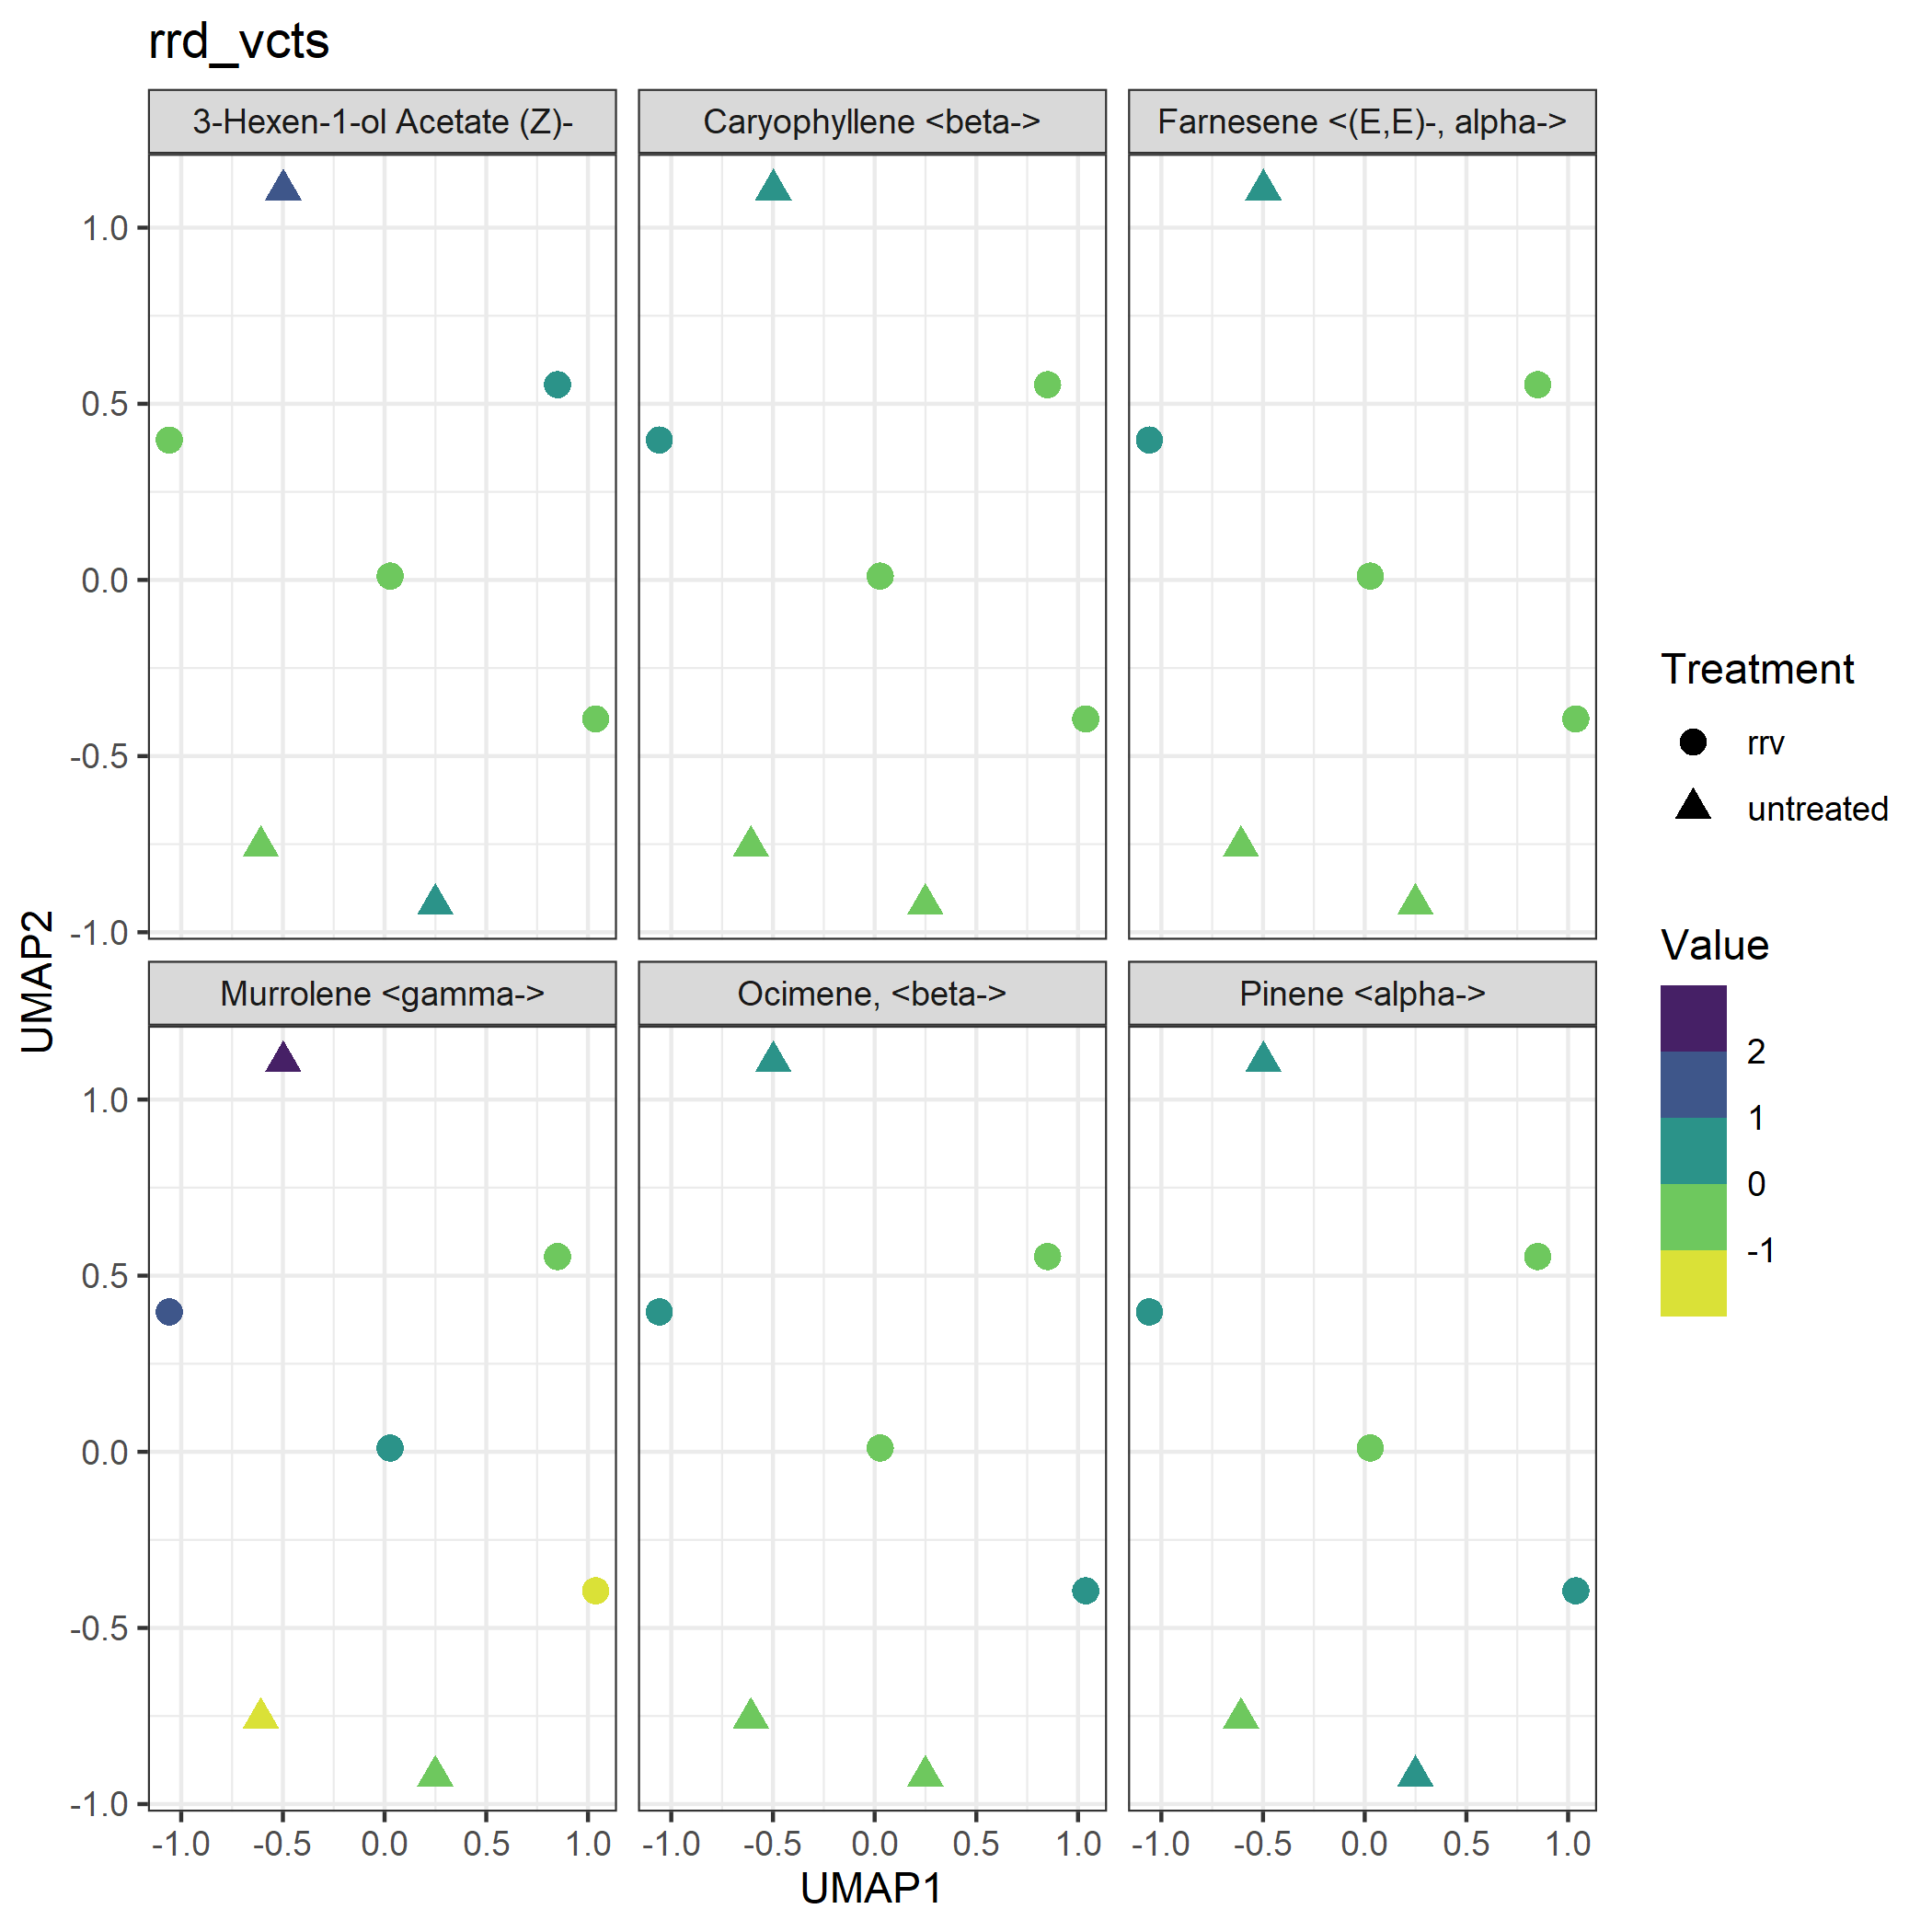 rrd_vcts
3-Hexen-1-ol Acetate (Z)-
Caryophyllene <beta->
Farnesene <(E,E)-, alpha->
1.0
0.5
0.0
-0.5
-1.0
Murrolene <gamma->
Ocimene, <beta->
Pinene <alpha->
1.0
0.5
0.0
-0.5
-1.0
-1.0 -0.5 0.0 0.5 1.0
-1.0 -0.5 0.0 0.5 1.0
-1.0 -0.5 0.0 0.5 1.0
UMAP1
UMAP2
Treatment
rrv
untreated
Value
2
1
0
-1